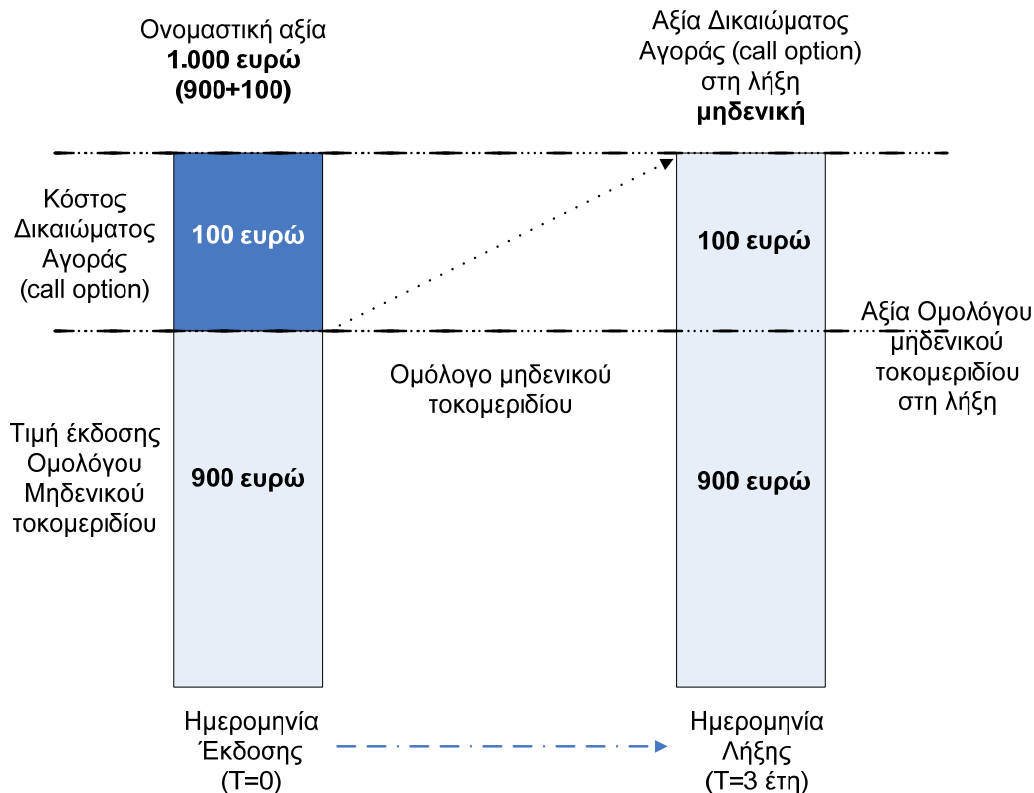 Ονομαστική αξία
1.000 ευρώ
(900+100)
Αξία Δικαιώματος
Αγοράς (call option)
στη λήξη
μηδενική
Κόστος
Δικαιώματος
Αγοράς
(call option)
100 ευρώ
100 ευρώ
Αξία Ομολόγου
μηδενικού
τοκομεριδίου
στη λήξη
Ομόλογο μηδενικού
τοκομεριδίου
Τιμή έκδοσης
Ομολόγου
Μηδενικού
τοκομεριδίου
900 ευρώ
900 ευρώ
Ημερομηνία
Έκδοσης
(Τ=0)
Ημερομηνία
Λήξης
(Τ=3 έτη)